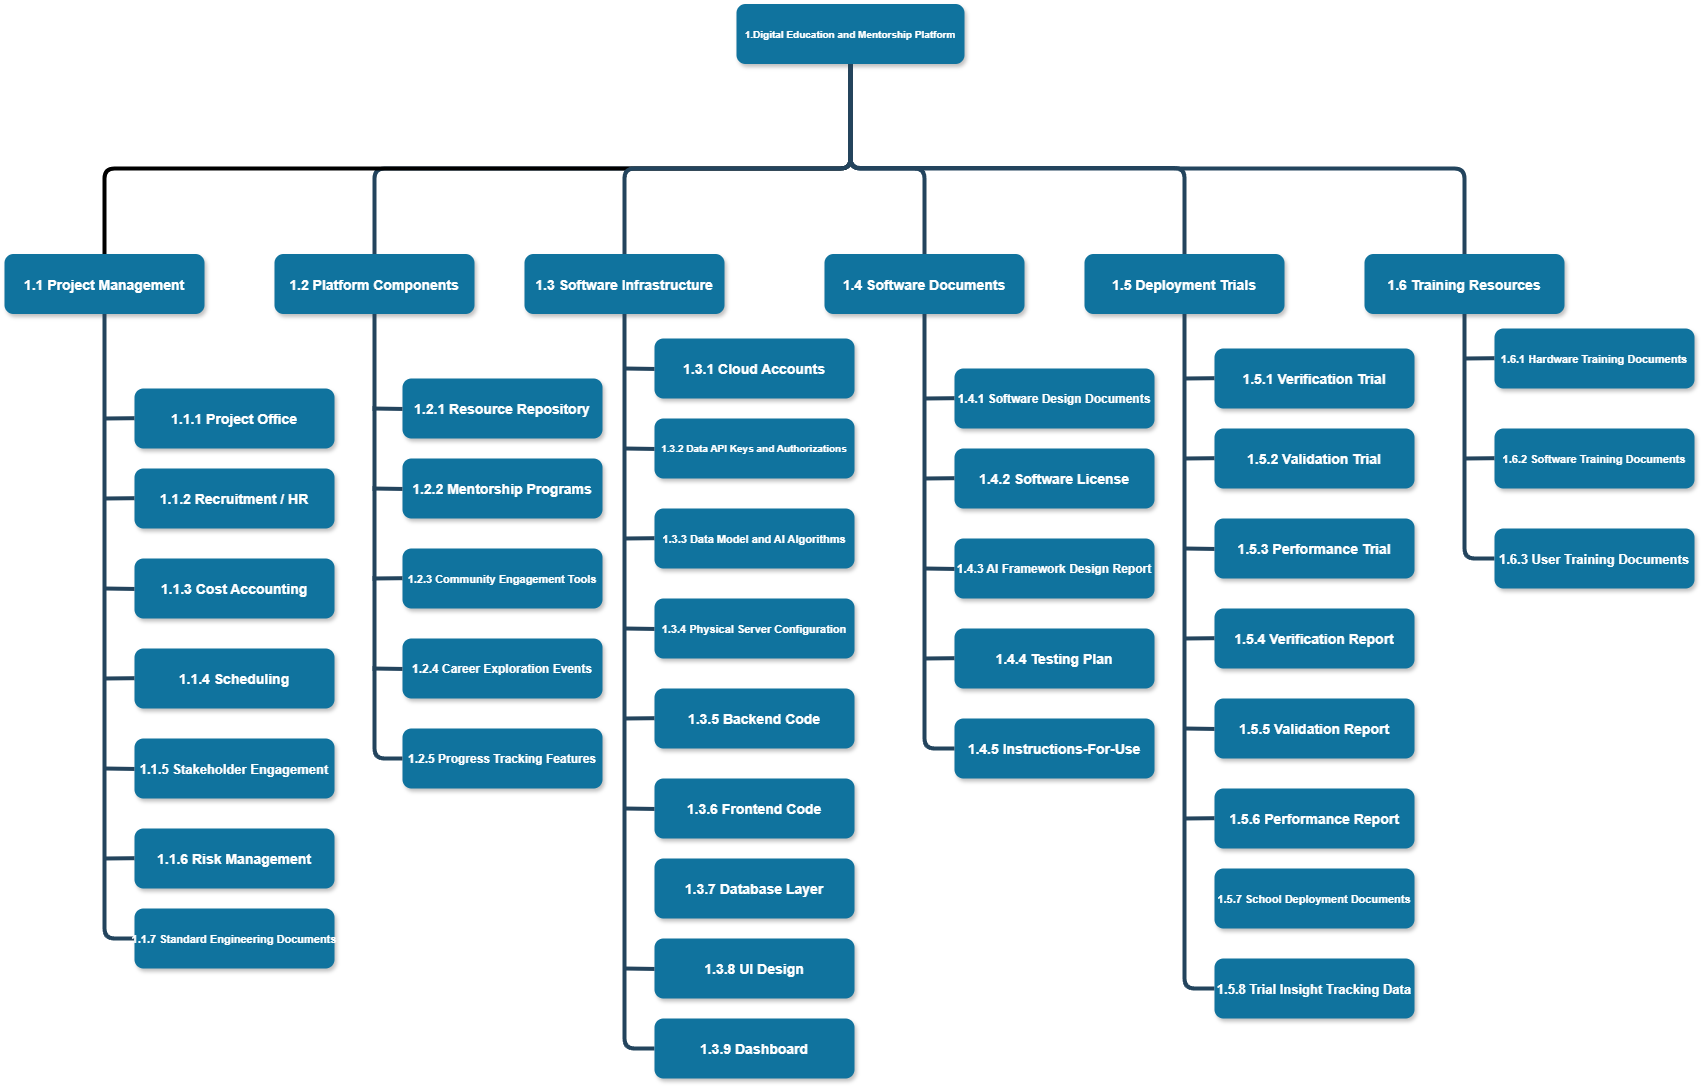 1.Digital Education and Mentorship Platform
1.1 Project Management
1.2 Platform Components
1.3 Software Infrastructure
1.4 Software Documents
1.5 Deployment Trials
1.6 Training Resources
1.1.1 Project Office
1.1.2 Recruitment / HR
1.1.3 Cost Accounting
1.1.4 Scheduling
1.1.5 Stakeholder Engagement
1.1.6 Risk Management
1.1.7 Standard Engineering Documents
1.2.1 Resource Repository
1.2.2 Mentorship Programs
1.2.3 Community Engagement Tools
1.2.4 Career Exploration Events
1.2.5 Progress Tracking Features
1.3.1 Cloud Accounts
1.3.2 Data API Keys and Authorizations
1.3.3 Data Model and AI Algorithms
1.3.4 Physical Server Configuration
1.3.5 Backend Code
1.3.6 Frontend Code
1.3.7 Database Layer
1.3.8 UI Design
1.3.9 Dashboard
1.4.1 Software Design Documents
1.4.2 Software License
1.4.3 AI Framework Design Report
1.4.4 Testing Plan
1.4.5 Instructions-For-Use
1.5.1 Verification Trial
1.5.2 Validation Trial
1.5.3 Performance Trial
1.5.4 Verification Report
1.5.5 Validation Report
1.5.6 Performance Report
1.5.7 School Deployment Documents
1.5.8 Trial Insight Tracking Data
1.6.1 Hardware Training Documents
1.6.2 Software Training Documents
1.6.3 User Training Documents